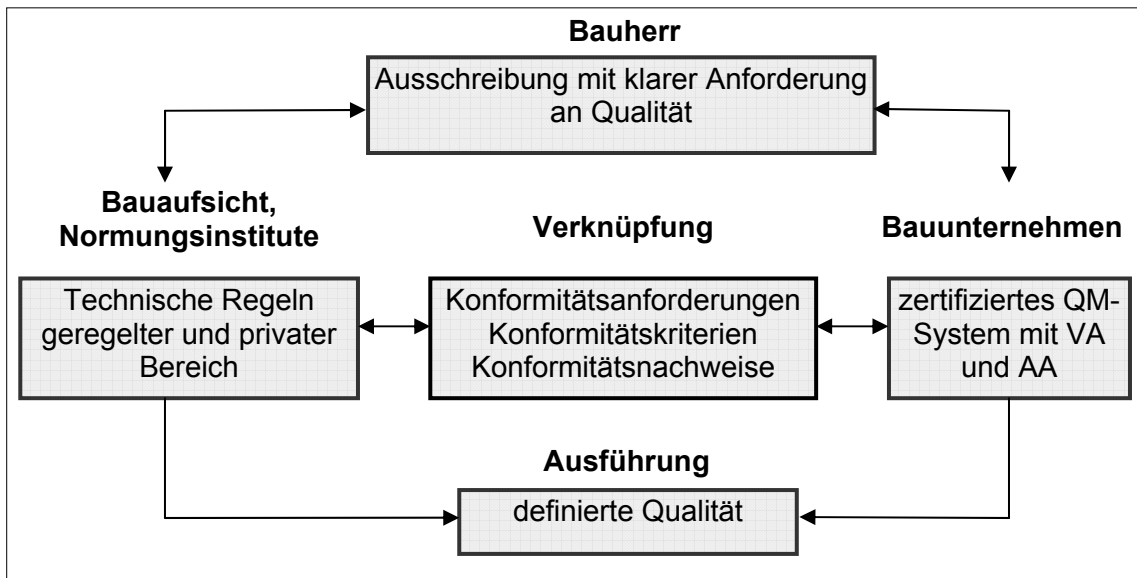 Bauherr
Ausschreibung mit klarer Anforderung
an Qualität
Bauaufsicht,
Normungsinstitute
Technische Regeln
geregelter und privater
Bereich
Verknüpfung
Konformitätsanforderungen
Konformitätskriterien
Konformitätsnachweise
Bauunternehmen
zertifiziertes QM-
System mit VA
und AA
Ausführung
definierte Qualität